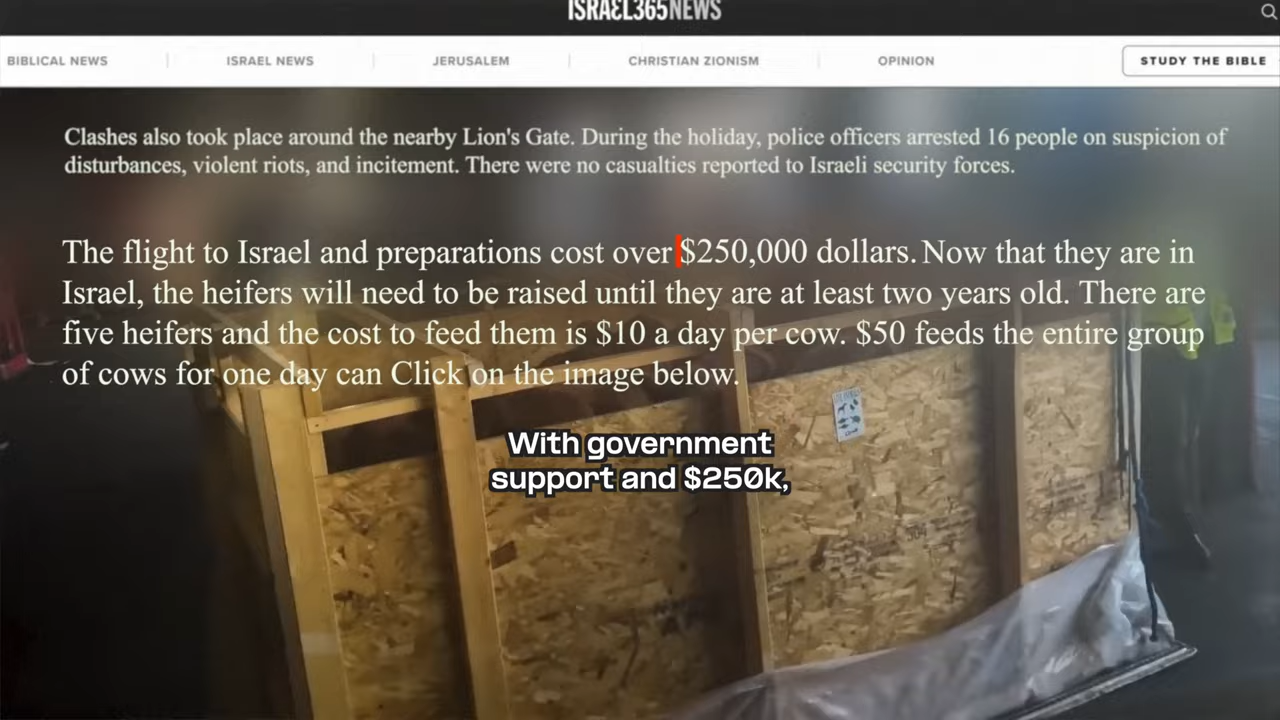 ISRAEL365NEWS
BIBLICAL NEWS
ISRAEL NEWS
JERUSALEM
CHRISTIAN ZIONISM
OPINION
STUDY THE BIBLE
Clashes also took place around the nearby Lion's Gate. During the holiday, police officers arrested 16 people on suspicion of
disturbances, violent riots, and incitement. There were no casualties reported to Israeli security forces.
The flight to Israel and preparations cost over $250,000 dollars. Now that they are in
Israel, the heifers will need to be raised until they are at least two years old. There are
five heifers and the cost to feed them is $10 a day per cow. $50 feeds the entire group
of cows for one day can Click on the image below.
With government
support and $250k,